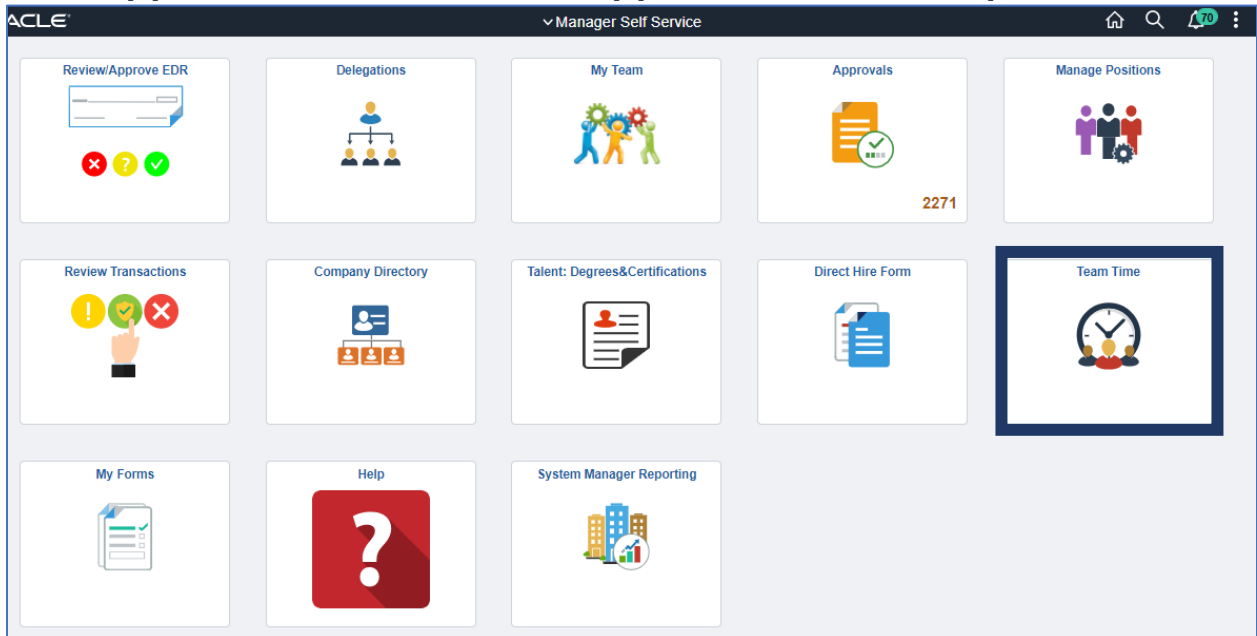 ACLE
Manager Self Service
70
Review/Approve EDR
Delegations
My Team
Approvals
Manage Positions
?
2271
Review Transactions
Company Directory
Talent: Degrees&Certifications
Direct Hire Form
Team Time
!
My Forms
Help
System Manager Reporting
?